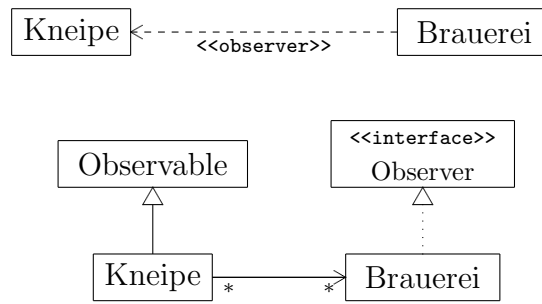 Kneipe
Brauerei
<<observer>>
<<interface>>
Observable
Observer
Kneipe
Brauerei
*
*